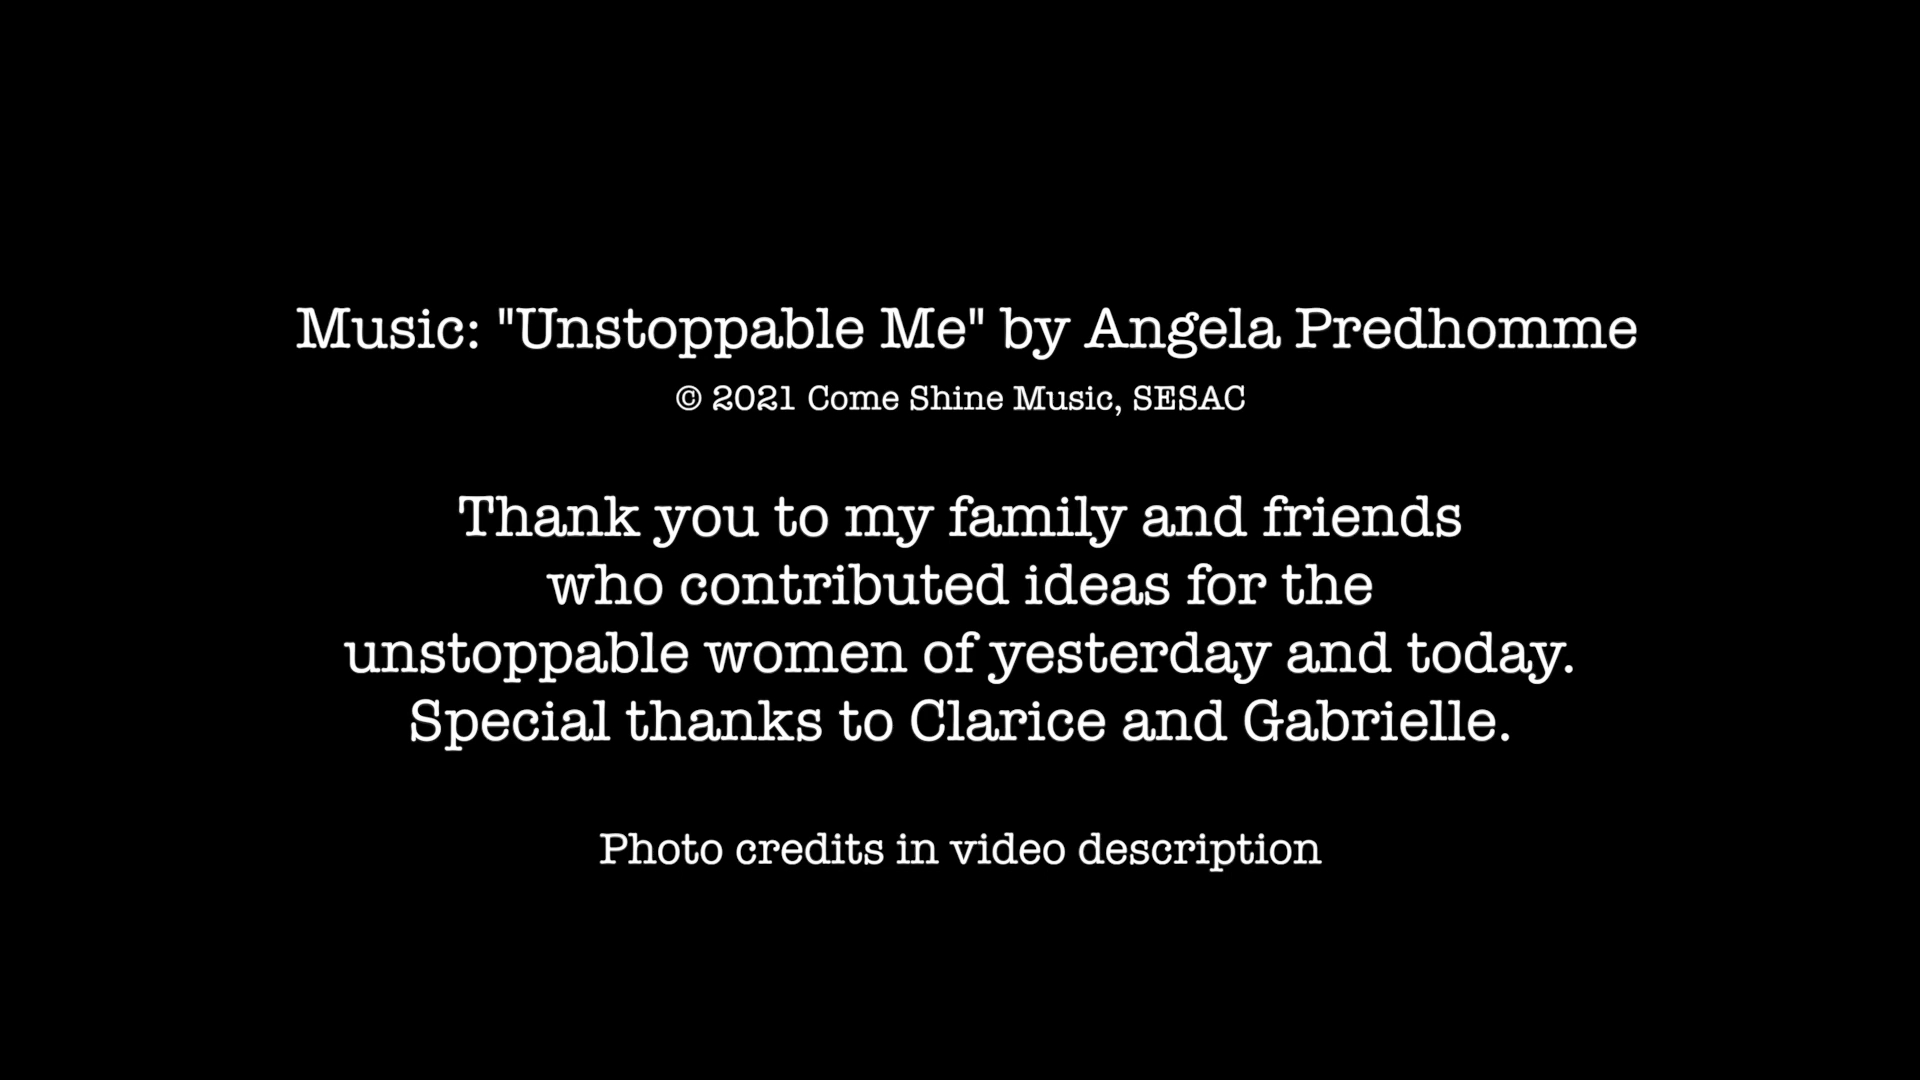 Music: "Unstoppable Me" by Angela Predhomme
© 2021 Come Shine Music, SESAC
Thank you to my family and friends
who contributed ideas for the
unstoppable women of yesterday and today.
Special thanks to Clarice and Gabrielle.
Photo credits in video description